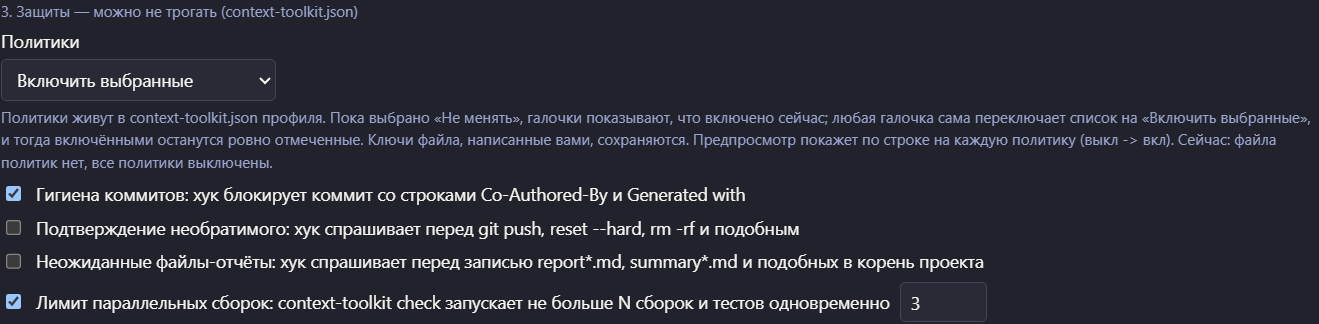 3. Защиты — можно не трогать (context-toolkit.json)
Политики
Включить выбранные
Политики живут в context-toolkit.json профиля. Пока выбрано «Не менять», галочки показывают, что включено сейчас; любая галочка сама переключает список на «Включить выбранные»,
и тогда включёнными останутся ровно отмеченные. Ключи файла, написанные вами, сохраняются. Предпросмотр покажет по строке на каждую политику (выкл -> вкл). Сейчас: файла
политик нет, все политики выключены.
Гигиена коммитов: хук блокирует коммит со строками Co-Authored-By и Generated with
Подтверждение необратимого: хук спрашивает перед git push, reset --hard, rm -rf и подобным
Неожиданные файлы-отчёты: хук спрашивает перед записью report*.md, summary*.md и подобных в корень проекта
Лимит параллельных сборок: context-toolkit check запускает не больше N сборок и тестов одновременно 3